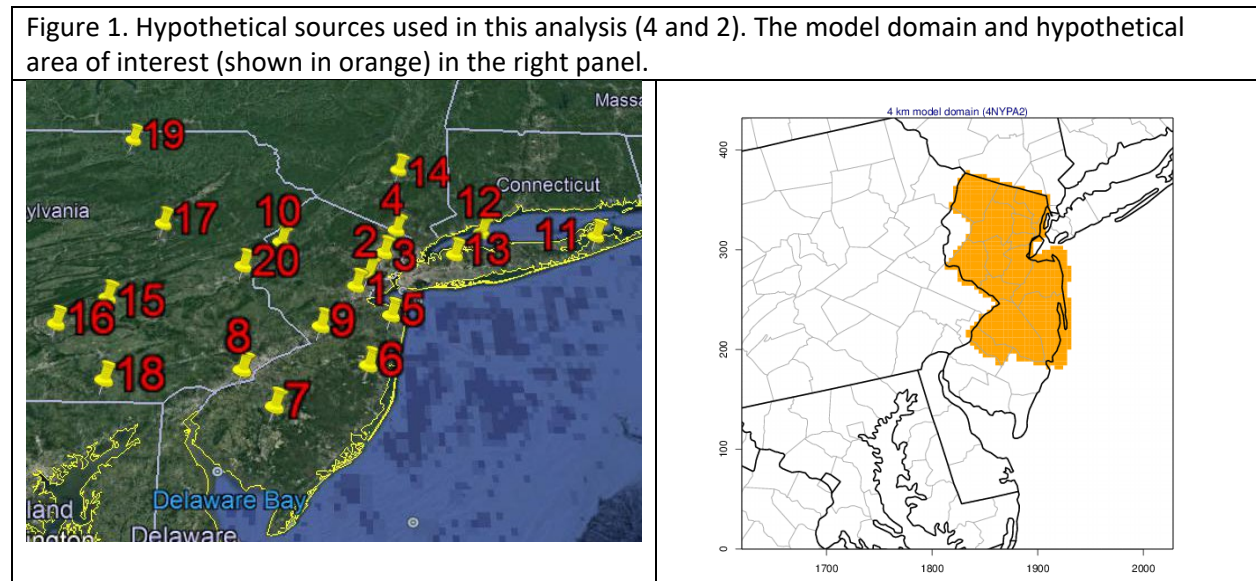 Figure 1. Hypothetical sources used in this analysis (4 and 2). The model domain and hypothetical
area of interest (shown in orange) in the right panel.
Massa
19
14
Connecticut
ylvania
17
10
4
12
11
2
3
13
20
1
15
16
5
9
8
6
18
7
land
ington
Delaware Bay
Delaware
4 km model domain (4NYPA2)
400
300
200
100
0
1700
1800
1900
2000